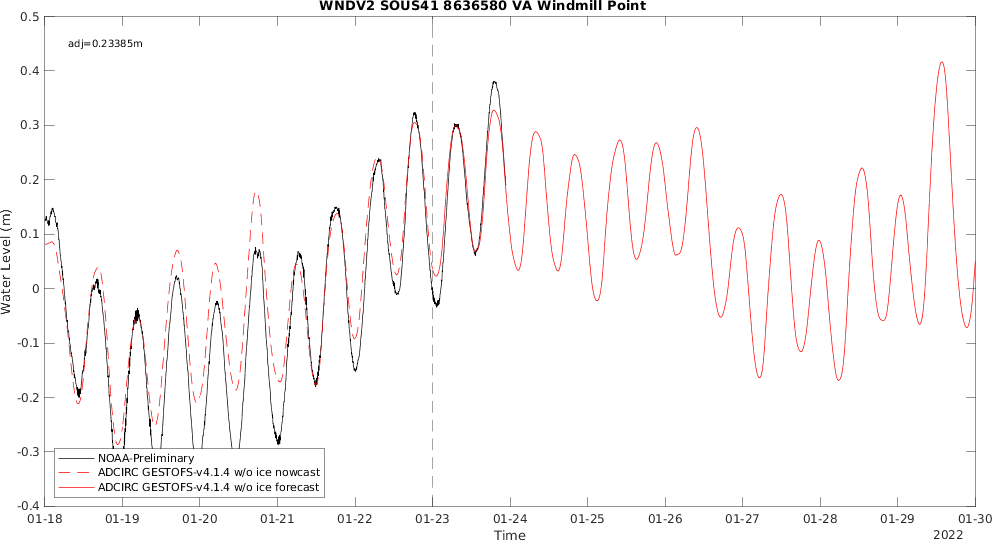 WNDV2 SOUS41 8636580 VA Windmill Point
adj=0.23385m
Water Level (m)
0.5
0.4
0.3
0.2
0.1
0
-0.1
-0.2
-0.3
-0.4
NOAA-Preliminary
ADCIRC GESTOFS-v4.1.4 w/o ice nowcast
ADCIRC GESTOFS-v4.1.4 w/o ice forecast
01-18 01-19 01-20 01-21 01-22 01-23 01-24 01-25 01-26 01-27 01-28 01-29 01-30
Time
2022